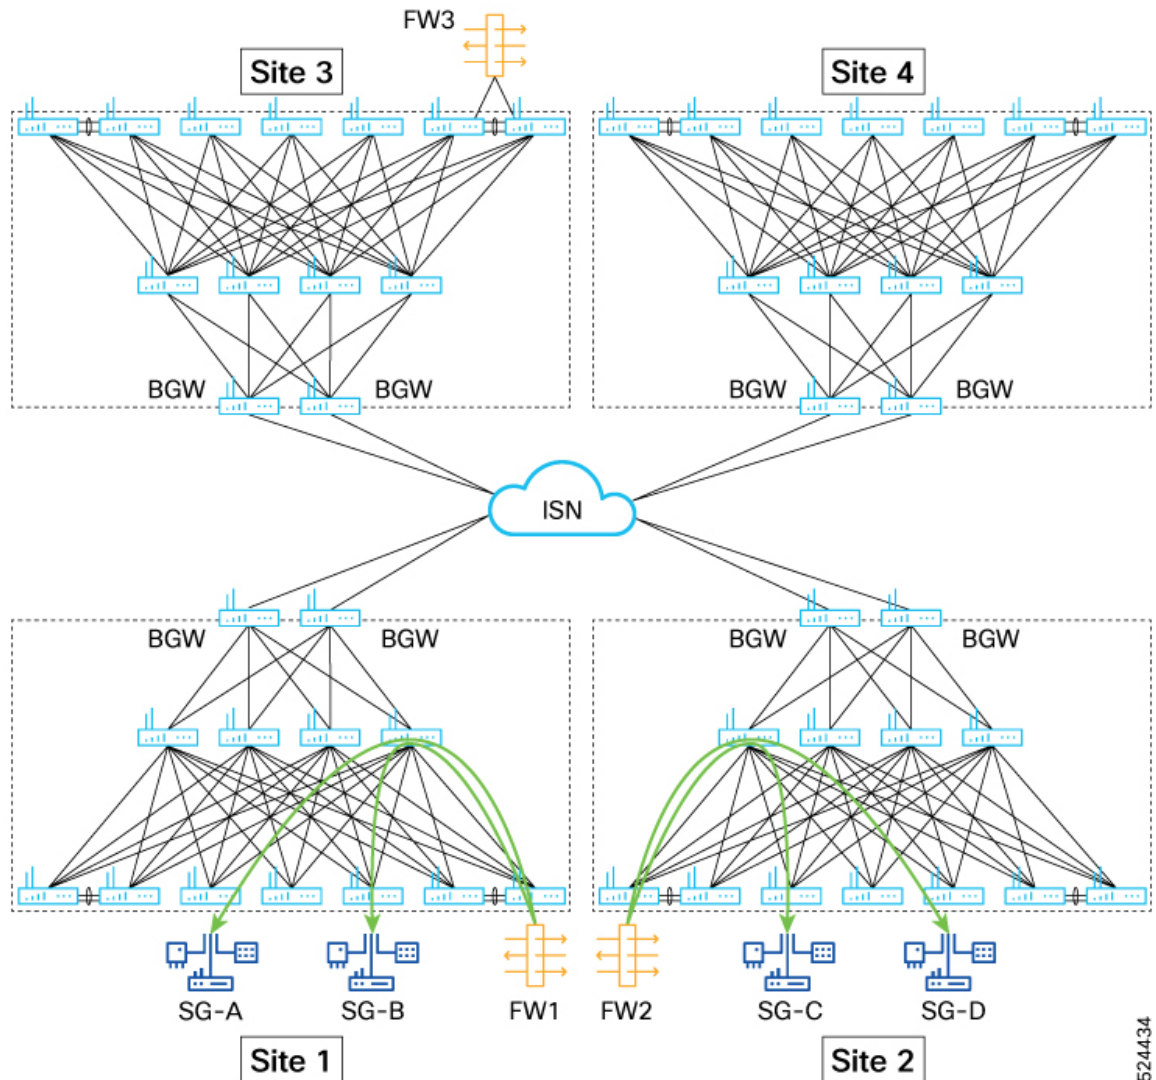 FW3
Site 3
Site 4
BGW
BGW
BGW
BGW
ISN
BGW
BGW
BGW
BGW
SG-A
SG-B
FW1
FW2
SG-C
SG-D
Site 1
Site 2
524434